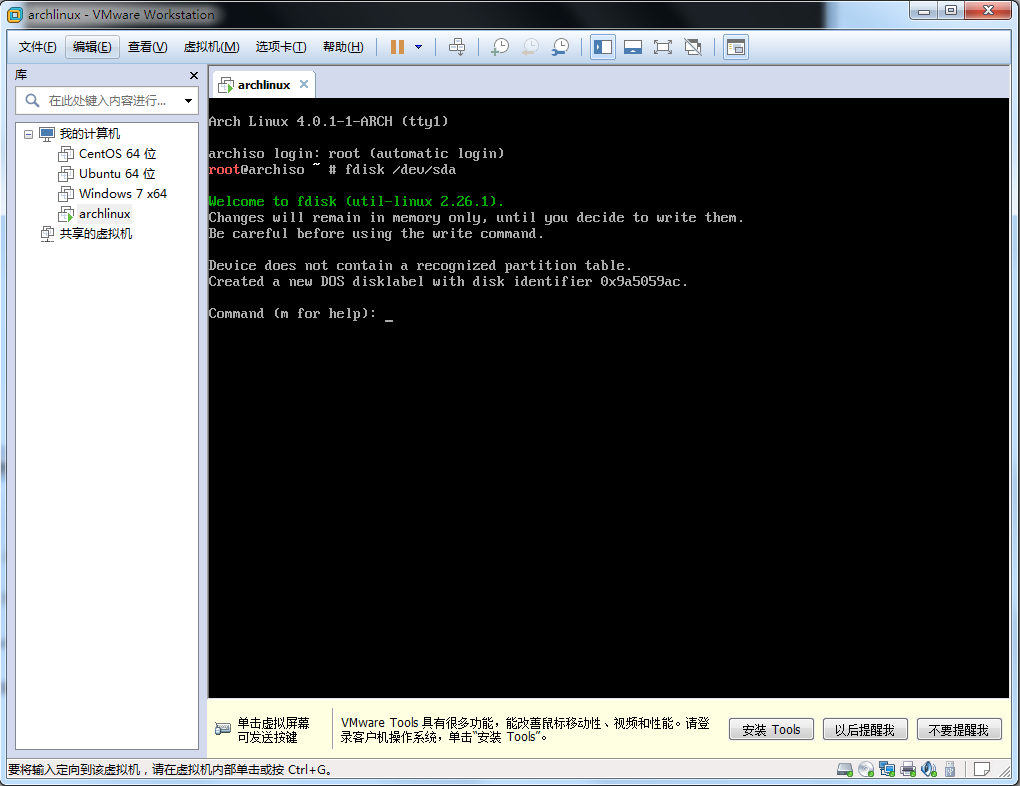 archlinux - VMware Workstation
文件(F) 编辑(E) 查看(V) 虚拟机(M) 选项卡(T) 帮助(H)
库
在此处键入内容进行...
我的计算机
CentOS 64 位
Ubuntu 64 位
Windows 7 x64
archlinux
共享的虚拟机
archlinux
Arch Linux 4.0.1-1-ARCH (tty1)
archiso login: root (automatic login)
root@archiso ~ # fdisk /dev/sda
Welcome to fdisk (util-linux 2.26.1).
Changes will remain in memory only, until you decide to write them.
Be careful before using the write command.
Device does not contain a recognized partition table.
Created a new DOS disklabel with disk identifier 0x9a5059ac.
Command (m for help): _
单击虚拟屏幕
可发送按键
VMware Tools 具有很多功能，能改善鼠标移动性、视频和性能。请登
录客户机操作系统，单击“安装 Tools”。
安装 Tools
以后提醒我
不要提醒我
要将输入定向到该虚拟机，请在虚拟机内部单击或按 Ctrl+G。